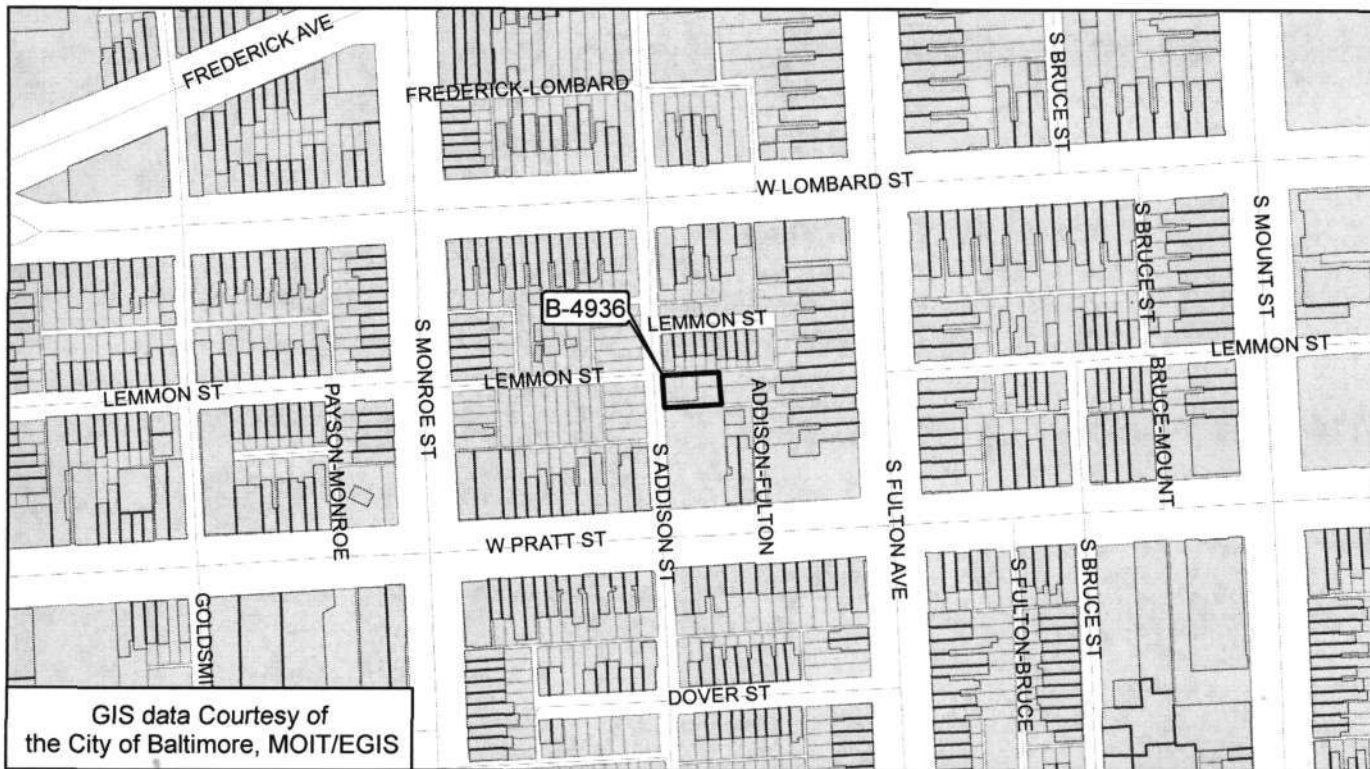 FREDERICK AVE
FREDERICK-LOMBARD
S BRUCE ST
W LOMBARD ST
S BRUCE ST
S MOUNT ST
B-4936
LEMMON ST
S MONROE ST
LEMMON ST
LEMMON ST
LEMMON ST
PAYSON-MONROE
ADDISON-FULTON
BRUCE-MOUNT
S ADDISON ST
S FULTON AVE
W PRATT ST
S FULTON-BRUCE
S BRUCE ST
GOLDSMI
DOVER ST
GIS data Courtesy of
the City of Baltimore, MOIT/EGIS